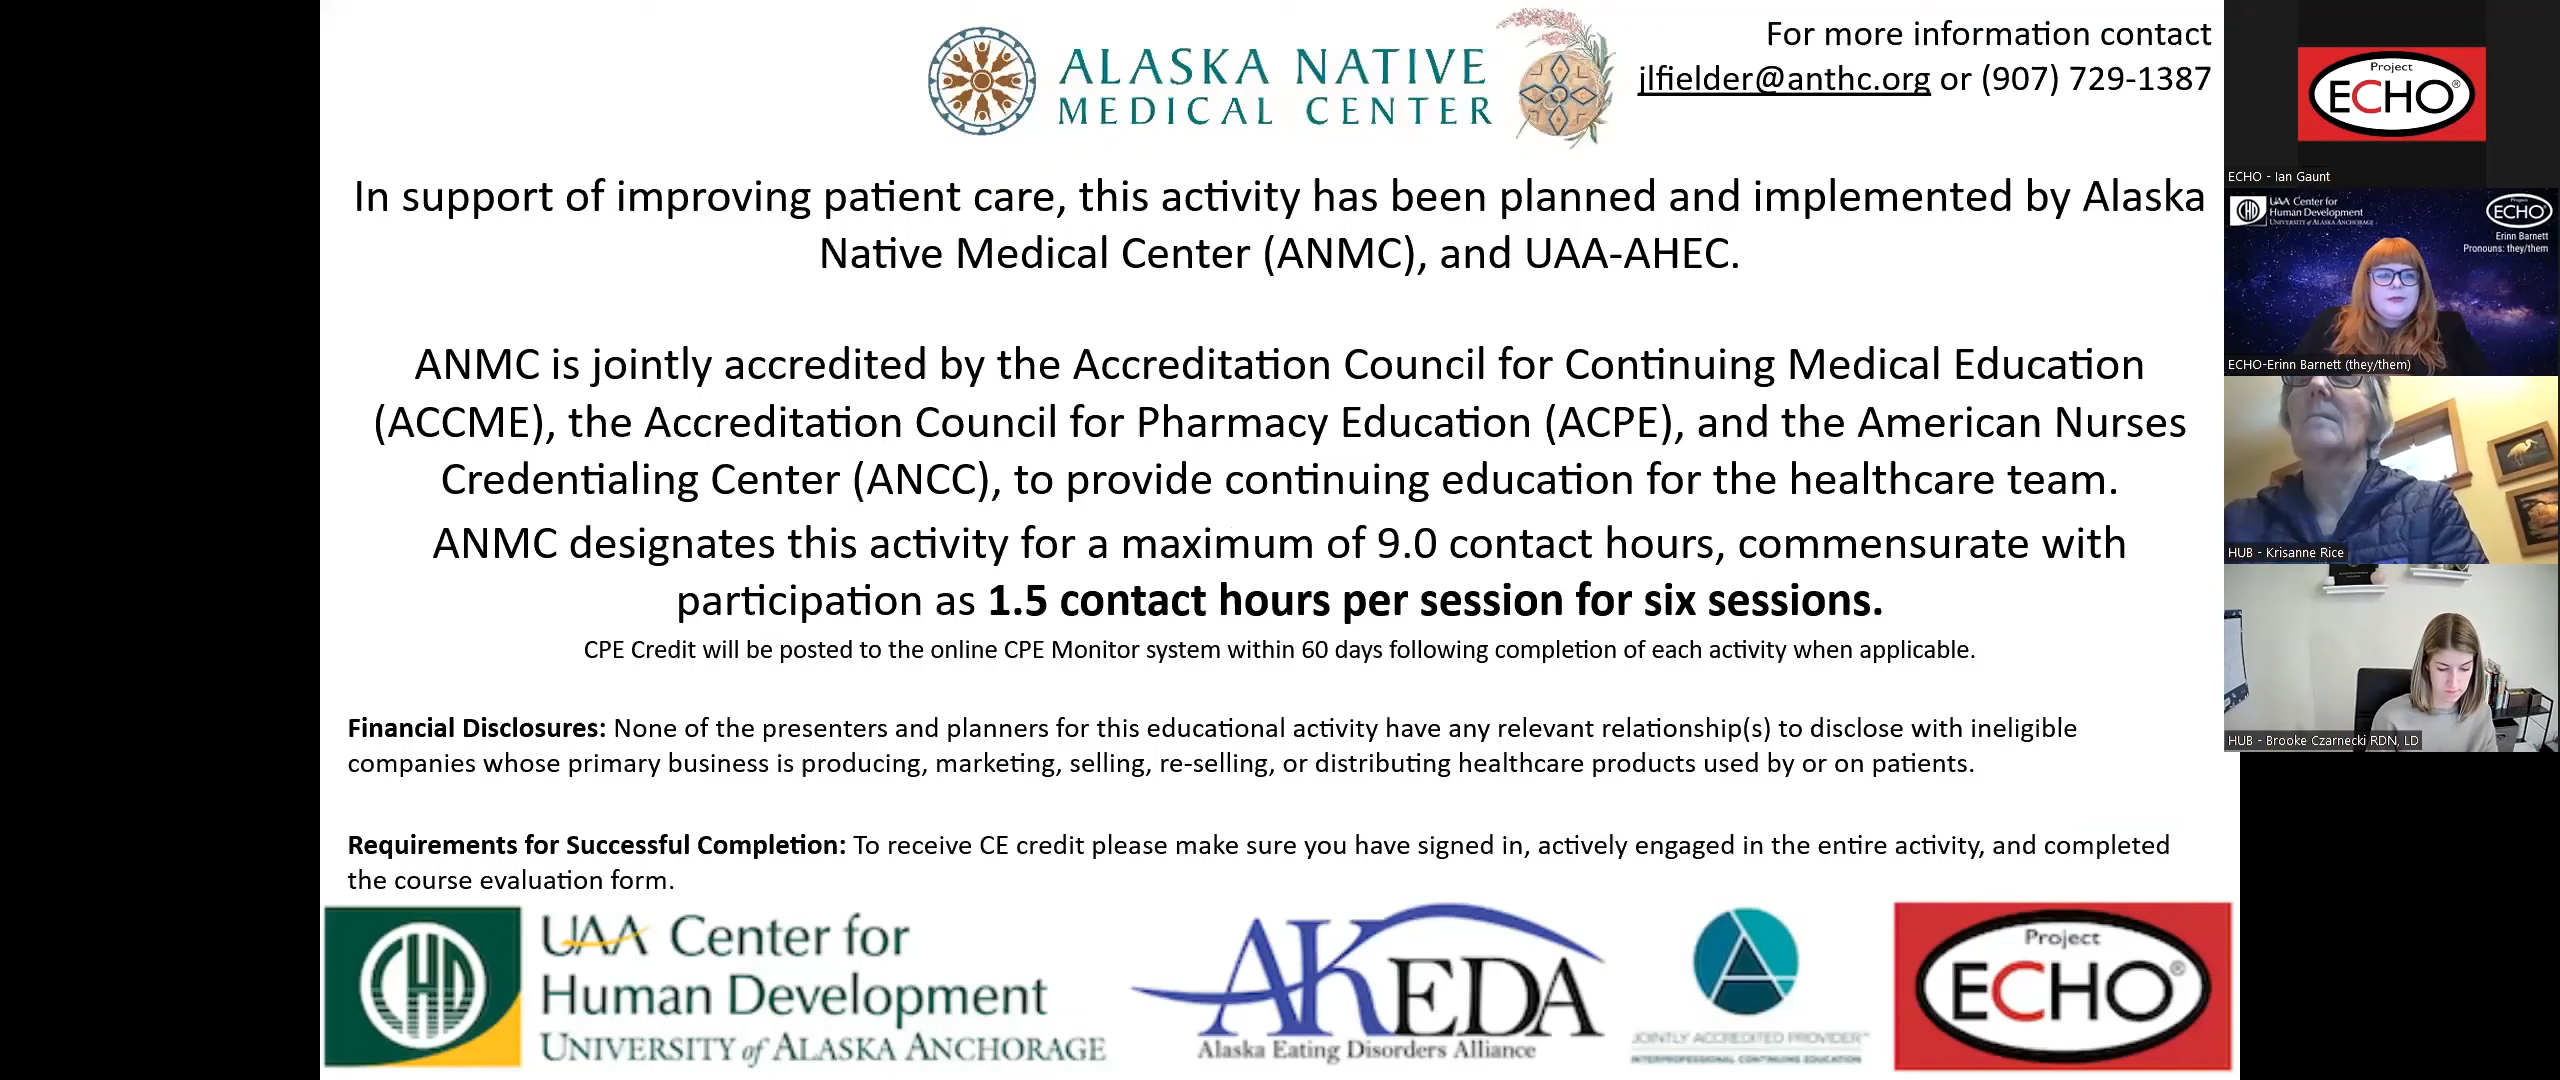 ALASKA NATIVE
MEDICAL CENTER
For more information contact
jlfielder@anthc.org or (907) 729-1387
In support of improving patient care, this activity has been planned and implemented by Alaska
Native Medical Center (ANMC), and UAA-AHEC.
ANMC is jointly accredited by the Accreditation Council for Continuing Medical Education
(ACCME), the Accreditation Council for Pharmacy Education (ACPE), and the American Nurses
Credentialing Center (ANCC), to provide continuing education for the healthcare team.
ANMC designates this activity for a maximum of 9.0 contact hours, commensurate with
participation as 1.5 contact hours per session for six sessions.
CPE Credit will be posted to the online CPE Monitor system within 60 days following completion of each activity when applicable.
Financial Disclosures: None of the presenters and planners for this educational activity have any relevant relationship(s) to disclose with ineligible
companies whose primary business is producing, marketing, selling, re-selling, or distributing healthcare products used by or on patients.
Requirements for Successful Completion: To receive CE credit please make sure you have signed in, actively engaged in the entire activity, and completed
the course evaluation form.
CHD
UAA Center for
Human Development
UNIVERSITY of ALASKA ANCHORAGE
AKEDA
Alaska Eating Disorders Alliance
A
JOINTLY ACCREDITED PROVIDER™
INTERPROFESSIONAL CONTINUING EDUCATION
Project
ECHO®
Project
ECHO®
ECHO - Ian Gaunt
UAA Center for
Human Development
UNIVERSITY of ALASKA ANCHORAGE
Project
ECHO®
Erinn Barnett
Pronouns: they/them
ECHO-Erinn Barnett (they/them)
HUB - Krisanne Rice
HUB - Brooke Czarnecki RDN, LD